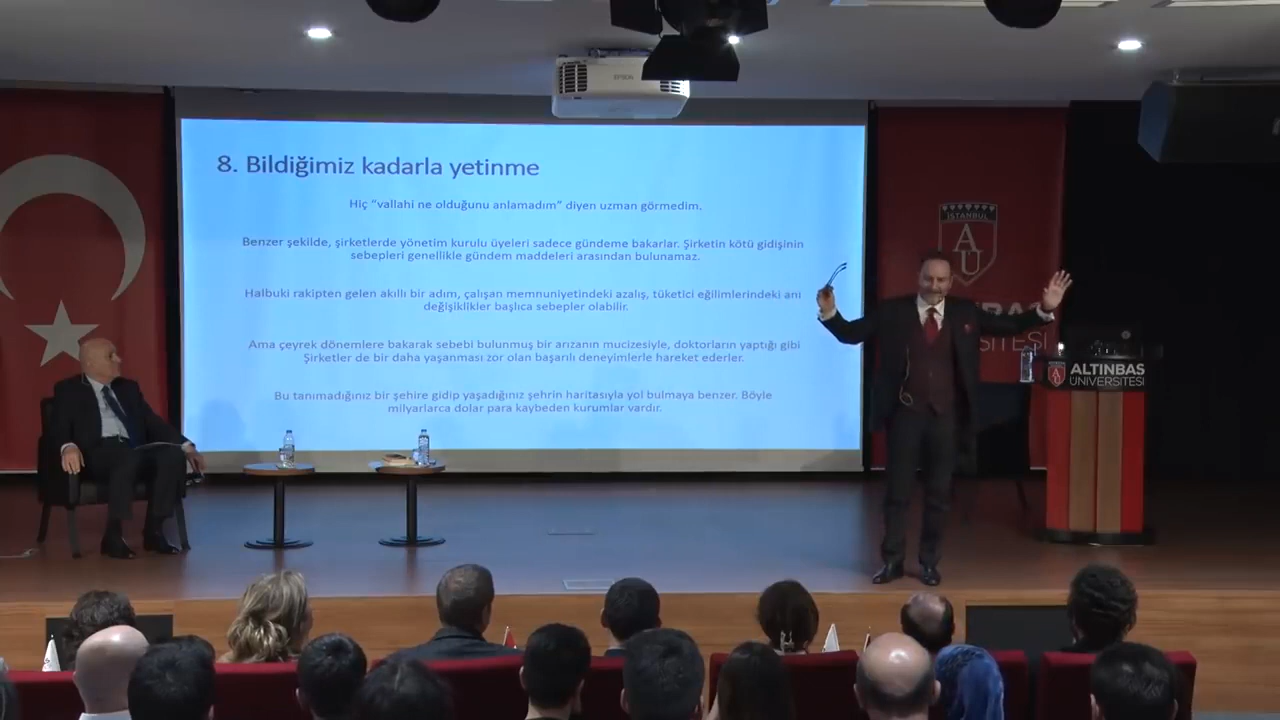 EPSON
8. Bildiğimiz kadarla yetinme
Hiç “vallahi ne olduğunu anlamadım” diyen uzman görmedim.
Benzer şekilde, şirketlerde yönetim kurulu üyeleri sadece gündeme bakarlar. Şirketin kötü gidişinin
sebepleri genellikle gündem maddeleri arasından bulunamaz.
Halbuki rakipten gelen akıllı bir adım, çalışan memnuniyetindeki azalış, tüketici eğilimlerindeki ani
değişiklikler başlıca sebepler olabilir.
Ama çeyrek dönemlere bakarak sebebi bulunmuş bir arızanın mucizesiyle, doktorların yaptığı gibi
Şirketler de bir daha yaşanması zor olan başarılı deneyimlerle hareket ederler.
Bu tanımadığınız bir şehire gidip yaşadığınız şehrin haritasıyla yol bulmaya benzer. Böyle
milyarlarca dolar para kaybeden kurumlar vardır.
İSTANBUL
AU
ALTINBAŞ
ÜNİVERSİTESİ